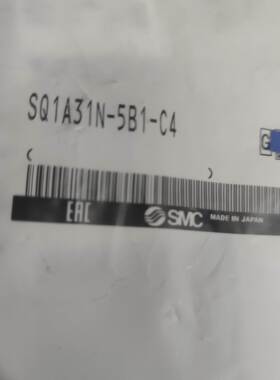 SQ1A31N-5B1-C4
G
( )
EAC SMC MADE IN JAPAN